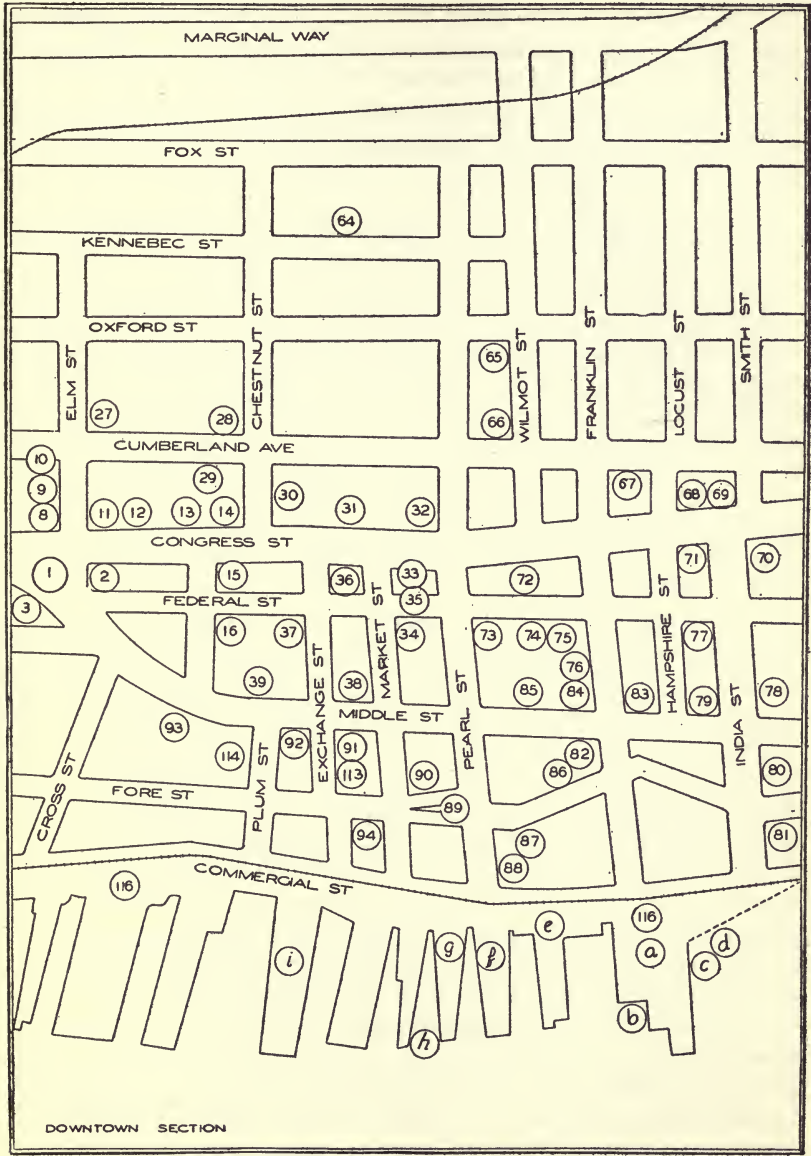 MARGINAL WAY
FOX ST
64
KENNEBEC ST
OXFORD ST
ELM ST
CHESTNUT ST
WILMOT ST
FRANKLIN ST
LOCUST ST
SMITH ST
65
27
28
66
CUMBERLAND AVE
10
9
8
29
11
12
13
14
30
31
32
67
68
69
CONGRESS ST
1
2
15
36
33
35
72
71
70
3
FEDERAL ST
MARKET ST
HAMPSHIRE ST
16
37
34
73
74
75
77
76
39
38
85
84
83
79
78
EXCHANGE ST
PEARL ST
INDIA ST
MIDDLE ST
93
114
92
91
113
90
82
86
80
CROSS ST
FORE ST
PLUM ST
89
94
87
88
81
COMMERCIAL ST
116
116
e
a
d
c
i
g
f
b
h
DOWNTOWN SECTION